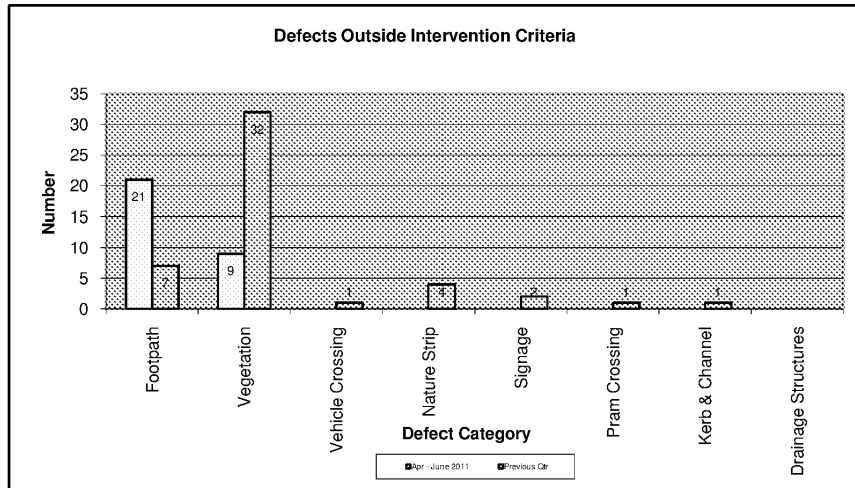 Defects Outside Intervention Criteria
35
30
25
20
15
10
5
0
Number
21
7
9
32
1
4
2
1
1
Footpath
Vegetation
Vehicle Crossing
Nature Strip
Signage
Pram Crossing
Kerb & Channel
Drainage Structures
Defect Category
Apr - June 2011 Previous Qtr